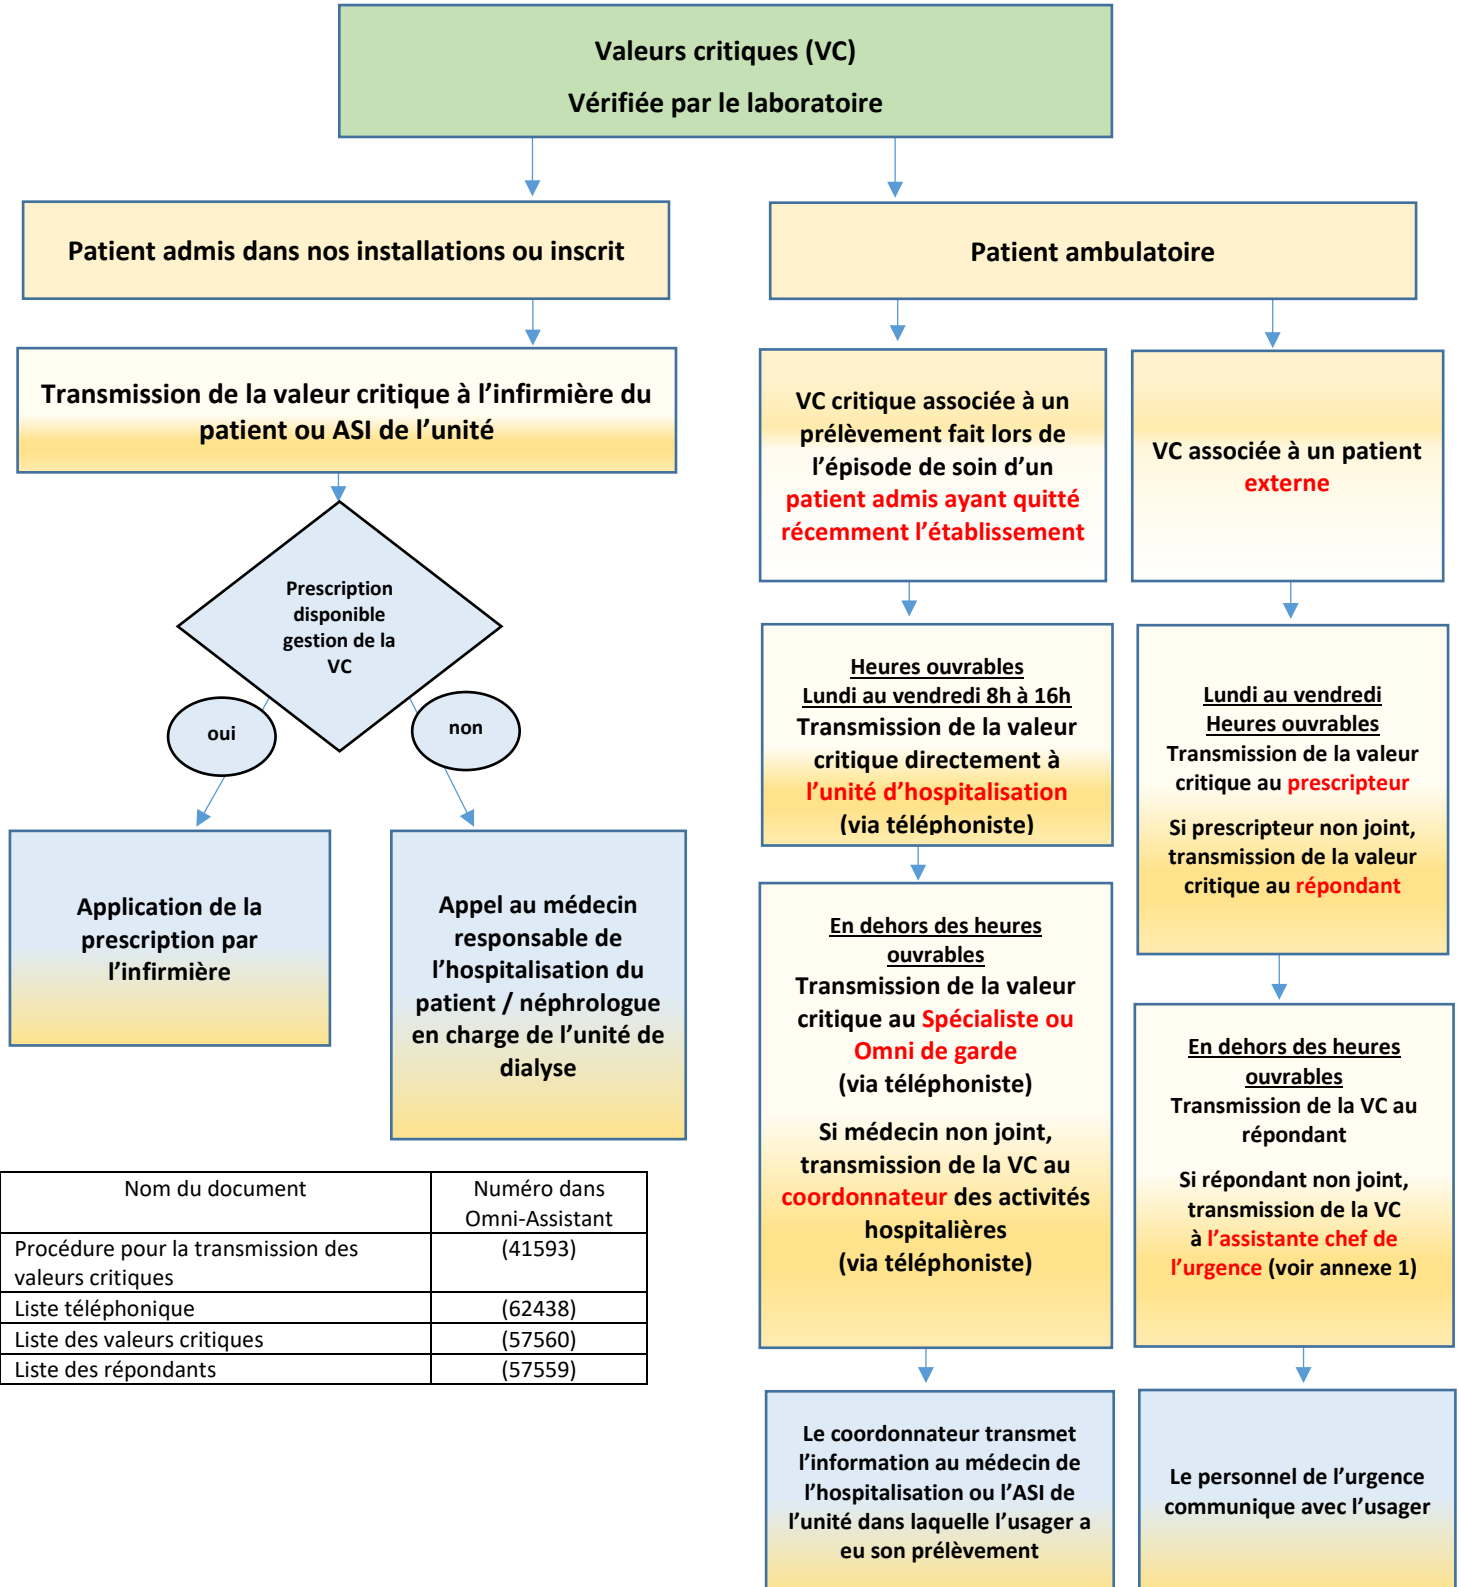 Valeurs critiques (VC)
Vérifiée par le laboratoire
Patient admis dans nos installations ou inscrit
Transmission de la valeur critique à l’infirmière du
patient ou ASI de l’unité
Prescription
disponible
gestion de la
VC
oui
non
Application de la
prescription par
l’infirmière
Appel au médecin
responsable de
l’hospitalisation du
patient / néphrologue
en charge de l’unité de
dialyse
Patient ambulatoire
VC critique associée à un
prélèvement fait lors de
l’épisode de soin d’un
patient admis ayant quitté
récemment l’établissement
Heures ouvrables
Lundi au vendredi 8h à 16h
Transmission de la valeur
critique directement à
l’unité d’hospitalisation
(via téléphoniste)
En dehors des heures
ouvrables
Transmission de la valeur
critique au Spécialiste ou
Omni de garde
(via téléphoniste)
Si médecin non joint,
transmission de la VC au
coordonnateur des activités
hospitalières
(via téléphoniste)
Le coordonnateur transmet
l’information au médecin de
l’hospitalisation ou l’ASI de
l’unité dans laquelle l’usager a
eu son prélèvement
VC associée à un patient
externe
Lundi au vendredi
Heures ouvrables
Transmission de la valeur
critique au prescripteur
Si prescripteur non joint,
transmission de la valeur
critique au répondant
En dehors des heures
ouvrables
Transmission de la VC au
répondant
Si répondant non joint,
transmission de la VC
à l’assistante chef de
l’urgence (voir annexe 1)
Le personnel de l’urgence
communique avec l’usager
Nom du document
Numéro dans
Omni-Assistant
Procédure pour la transmission des
valeurs critiques
(41593)
Liste téléphonique
(62438)
Liste des valeurs critiques
(57560)
Liste des répondants
(57559)